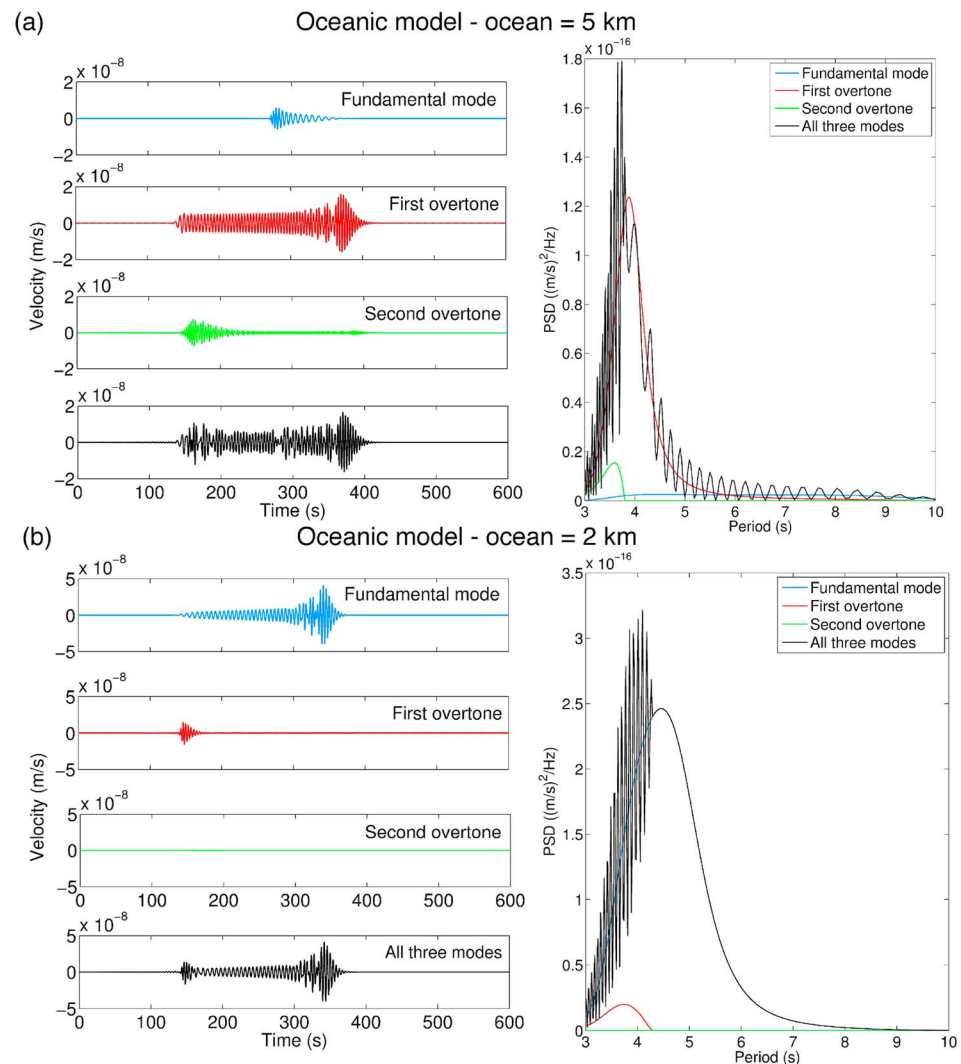 (a)
Oceanic model - ocean = 5 km
x 10⁻⁸
2
0
−2
Fundamental mode
x 10⁻⁸
2
0
−2
First overtone
x 10⁻⁸
2
0
−2
Second overtone
x 10⁻⁸
2
0
−2
0 100 200 300 400 500 600
Time (s)
Velocity (m/s)
x 10⁻¹⁶
1.8
1.6
1.4
1.2
1
0.8
0.6
0.4
0.2
0
3 4 5 6 7 8 9 10
Period (s)
PSD ((m/s)²/Hz)
Fundamental mode
First overtone
Second overtone
All three modes
(b)
Oceanic model - ocean = 2 km
x 10⁻⁸
5
0
−5
Fundamental mode
x 10⁻⁸
5
0
−5
First overtone
x 10⁻⁸
5
0
−5
Second overtone
0 100 200 300 400 500 600
x 10⁻⁸
5
0
−5
All three modes
0 100 200 300 400 500 600
Time (s)
Velocity (m/s)
x 10⁻¹⁶
3.5
3
2.5
2
1.5
1
0.5
0
3 4 5 6 7 8 9 10
Period (s)
PSD ((m/s)²/Hz)
Fundamental mode
First overtone
Second overtone
All three modes